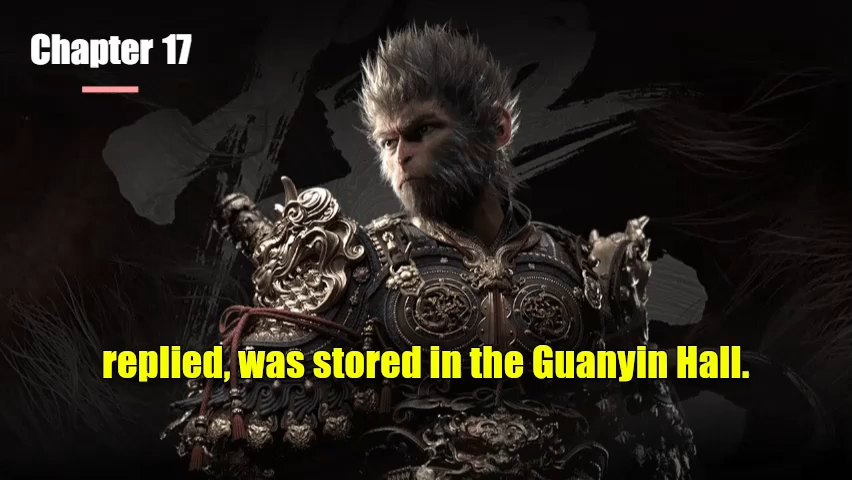 Chapter 17
replied, was stored in the Guanyin Hall.